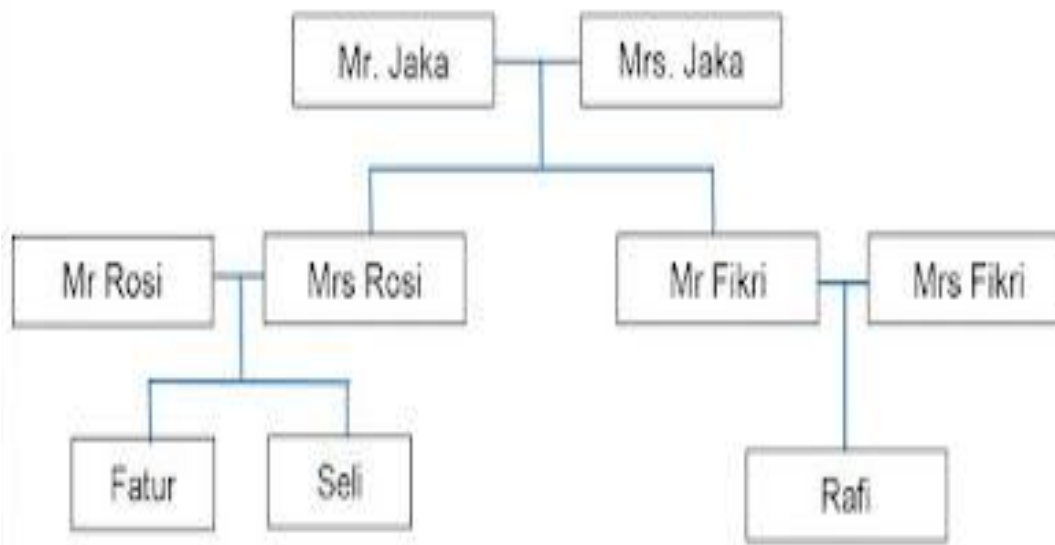 Mr. Jaka
Mrs. Jaka
Mr Rosi
Mrs Rosi
Mr Fikri
Mrs Fikri
Fatur
Seli
Rafi